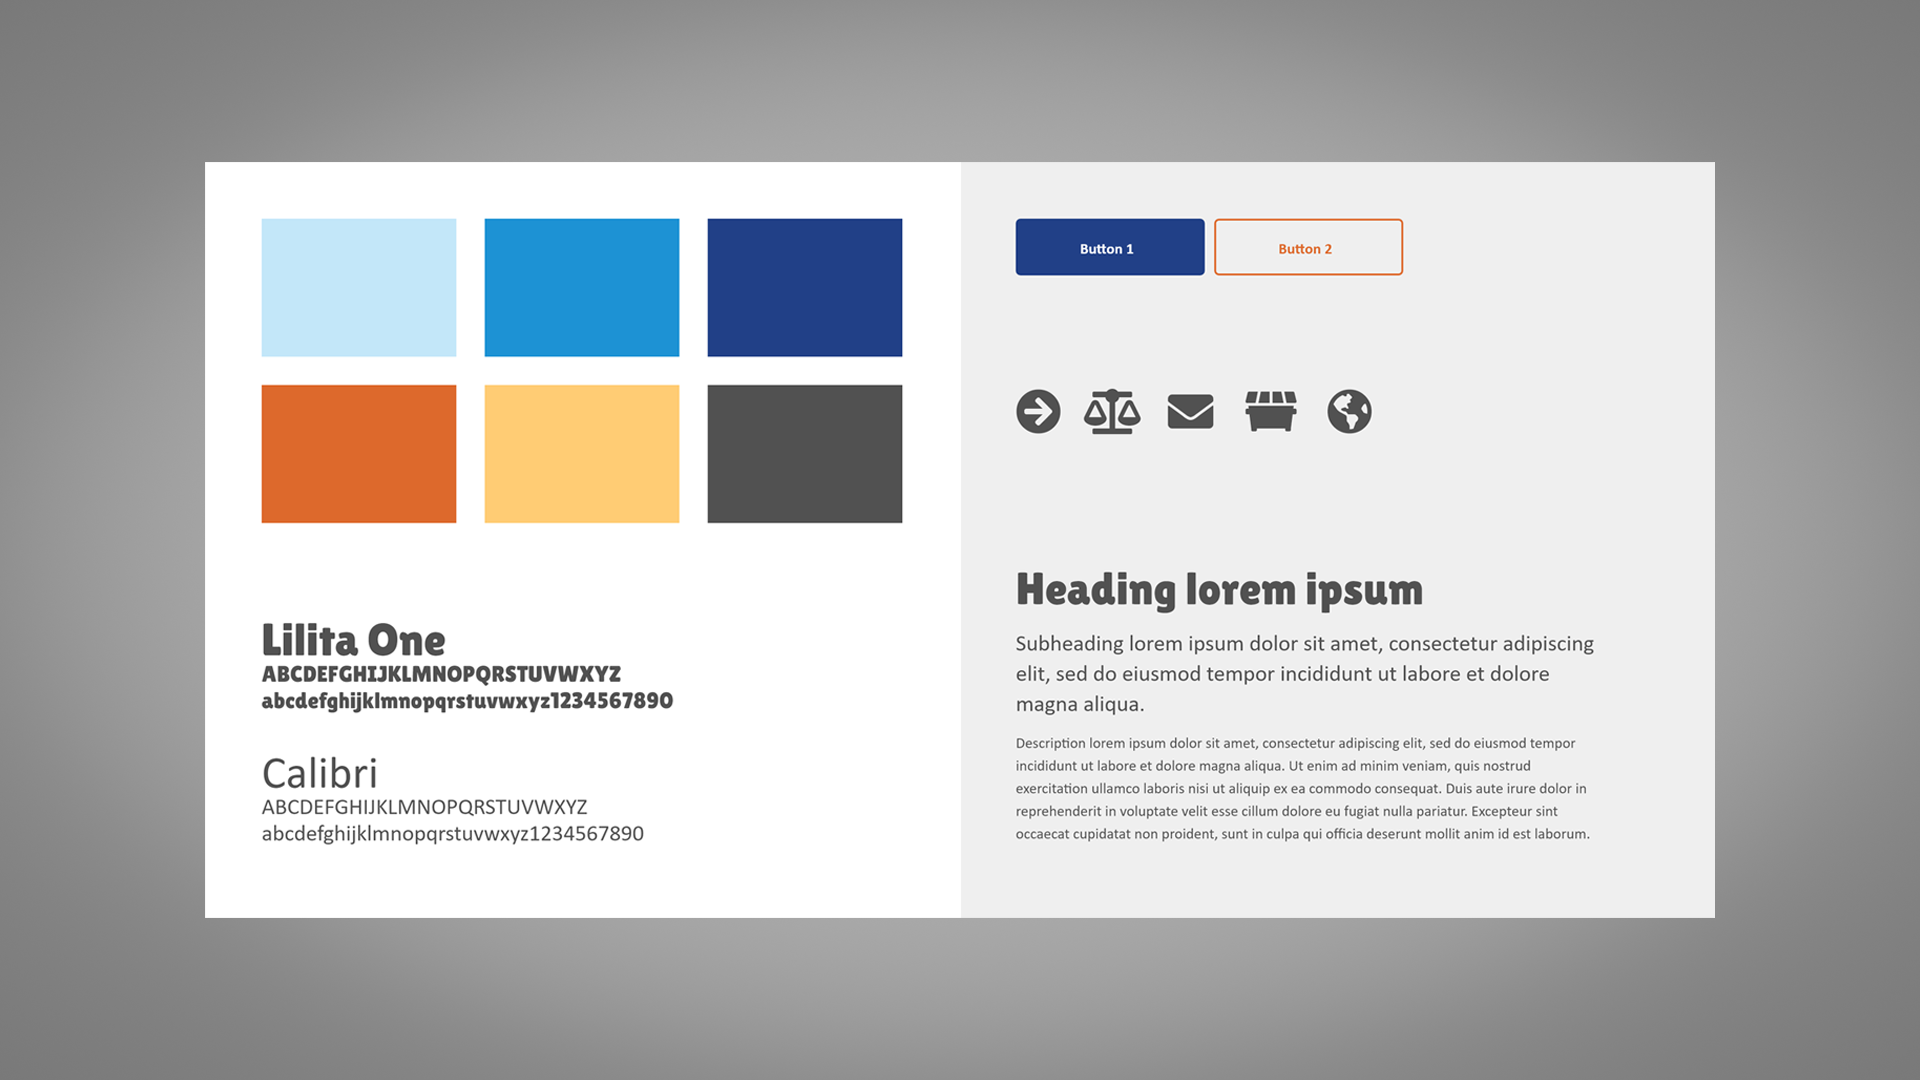 Lilita One
ABCDEFGHIJKLMNOPQRSTUVWXYZ
abcdefghijklmnopqrstuvwxyz1234567890
Calibri
ABCDEFGHIJKLMNOPQRSTUVWXYZ
abcdefghijklmnopqrstuvwxyz1234567890
Button 1
Button 2
Heading lorem ipsum
Subheading lorem ipsum dolor sit amet, consectetur adipiscing
elit, sed do eiusmod tempor incididunt ut labore et dolore
magna aliqua.
Description lorem ipsum dolor sit amet, consectetur adipiscing elit, sed do eiusmod tempor
incididunt ut labore et dolore magna aliqua. Ut enim ad minim veniam, quis nostrud
exercitation ullamco laboris nisi ut aliquip ex ea commodo consequat. Duis aute irure dolor in
reprehenderit in voluptate velit esse cillum dolore eu fugiat nulla pariatur. Excepteur sint
occaecat cupidatat non proident, sunt in culpa qui officia deserunt mollit anim id est laborum.